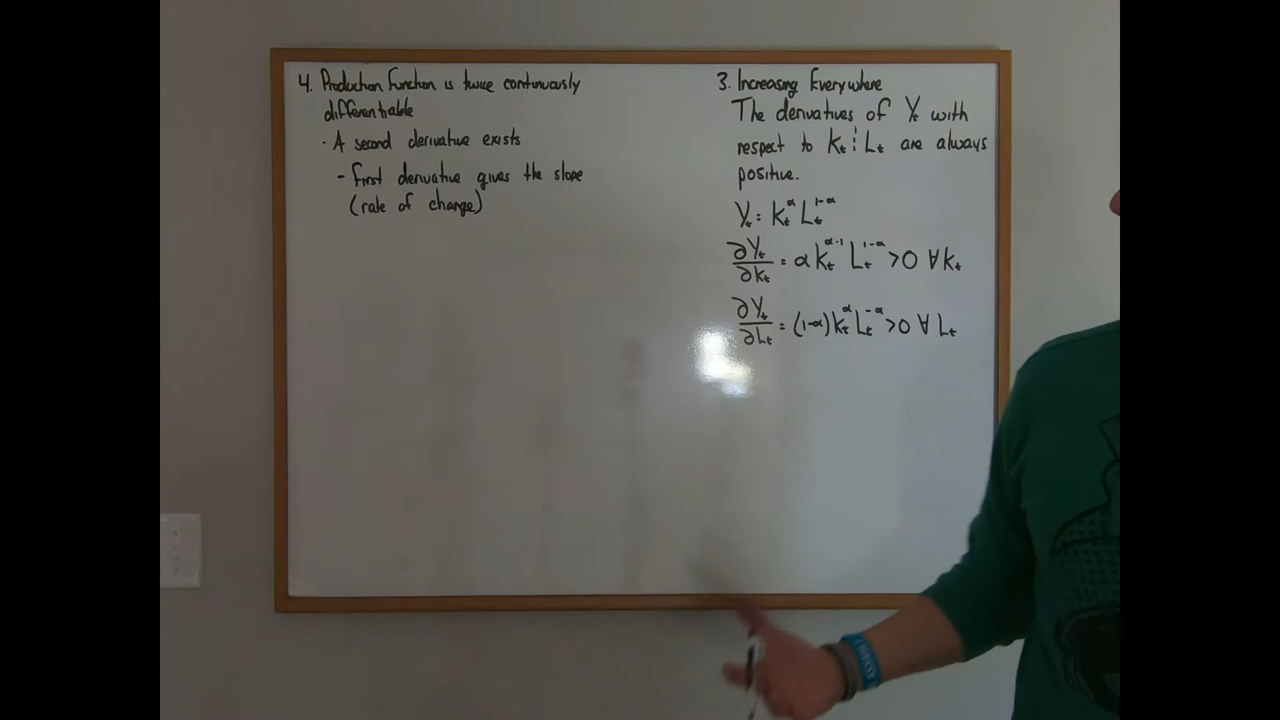 4. Production Function is twice continuously
differentiable
· A second derivative exists
- First derivative gives the slope
(rate of change)
3. Increasing Everywhere
The derivatives of Yₜ with
respect to Kₜ & Lₜ are always
positive.
Yₜ = Kₜ^α Lₜ^(1-α)
∂Yₜ/∂Kₜ = αKₜ^(α-1) Lₜ^(1-α) > 0 ∀ Kₜ
∂Yₜ/∂Lₜ = (1-α)Kₜ^α Lₜ^(-α) > 0 ∀ Lₜ